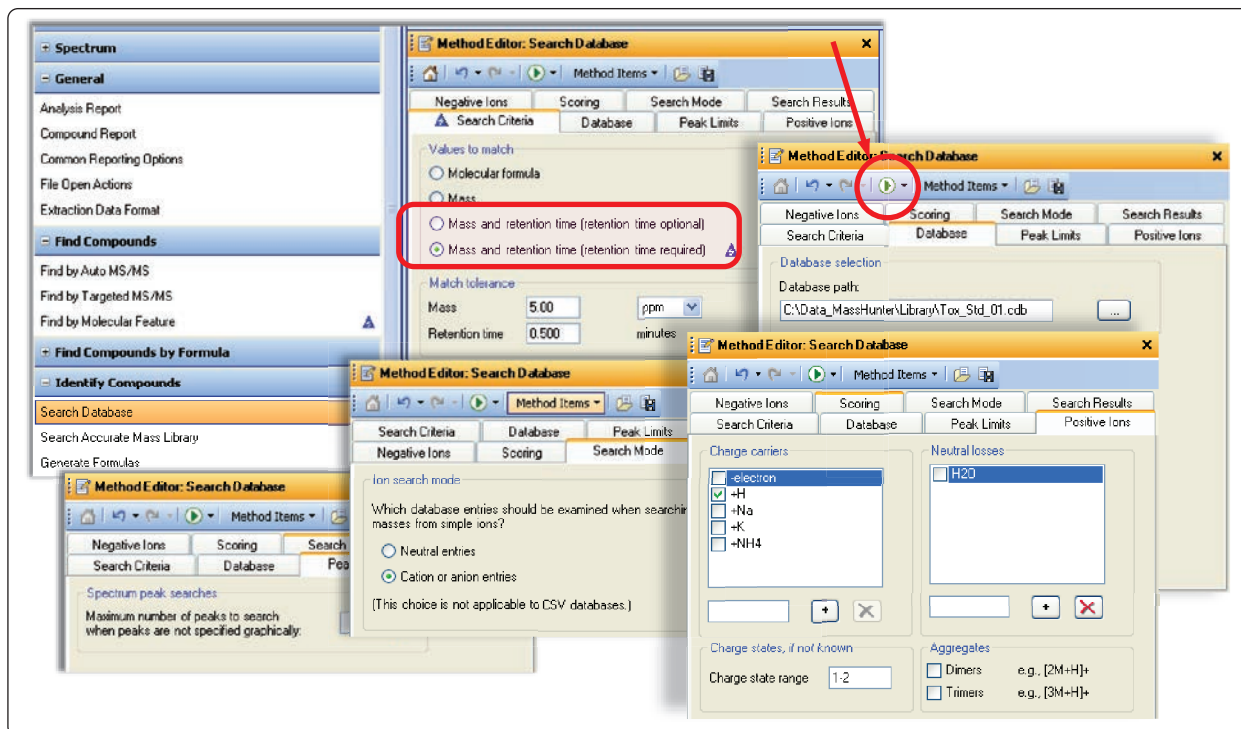 Spectrum
General
Analysis Report
Compound Report
Common Reporting Options
File Open Actions
Extraction Data Format
Find Compounds
Find by Auto MS/MS
Find by Targeted MS/MS
Find by Molecular Feature
Find Compounds by Formula
Identify Compounds
Search Database
Search Accurate Mass Library
Generate Formulas
Method Editor: Search Database
Method Items
Negative Ions Scoring Search Mode Search Results
Search Criteria Database Peak Limits Positive Ions
Values to match
Molecular formula
Mass
Mass and retention time (retention time optional)
Mass and retention time (retention time required)
Match tolerance
Mass 5.00 ppm
Retention time 0.500 minutes
Method Editor: Search Database
Method Items
Negative Ions Scoring Search Mode Search Results
Search Criteria Database Peak Limits Positive Ions
Database selection
Database path:
C:\Data_MassHunter\Library\Tox_Std_01.cdb ...
Method Editor: Search Database
Method Items
Search Criteria Database Peak Limits
Negative Ions Scoring Search Mode
Ion search mode
Which database entries should be examined when searchin
masses from simple ions?
Neutral entries
Cation or anion entries
(This choice is not applicable to CSV databases.)
Method Editor: Search Database
Method Items
Negative Ions Scoring Search Mode Search Results
Search Criteria Database Peak Limits Positive Ions
Charge carriers
-electron
+H
+Na
+K
+NH4
+
Neutral losses
H2O
+
Charge states, if not known
Charge state range 1-2
Aggregates
Dimers e.g., [2M+H]+
Trimers e.g., [3M+H]+
Method Editor: Search Database
Method Items
Negative Ions Scoring Search
Search Criteria Database Pea
Spectrum peak searches
Maximum number of peaks to search
when peaks are not specified graphically: